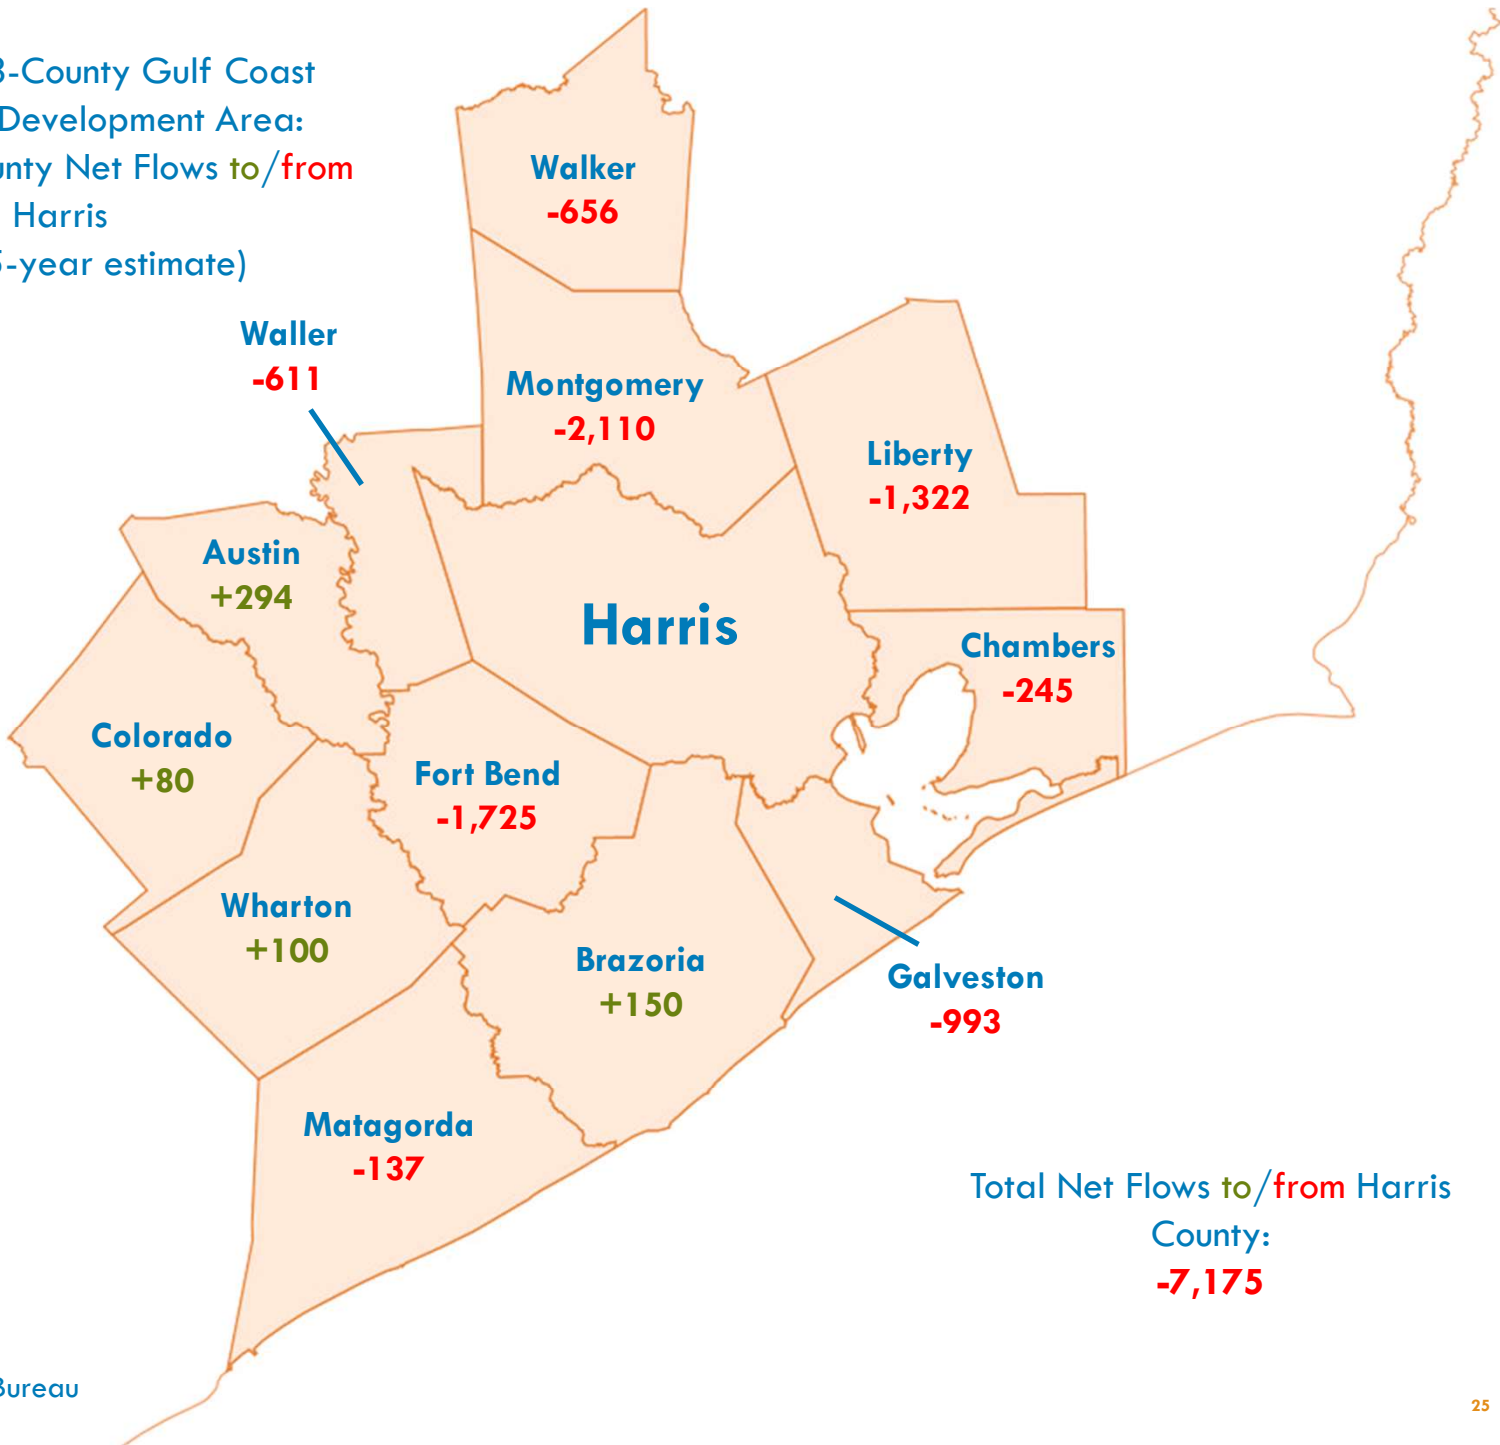 3-County Gulf Coast
Development Area:
unty Net Flows to/from
Harris
5-year estimate)
Walker
-656
Waller
-611
Montgomery
-2,110
Liberty
-1,322
Austin
+294
Harris
Chambers
-245
Colorado
+80
Fort Bend
-1,725
Wharton
+100
Brazoria
+150
Galveston
-993
Matagorda
-137
Total Net Flows to/from Harris
County:
-7,175
Bureau
25